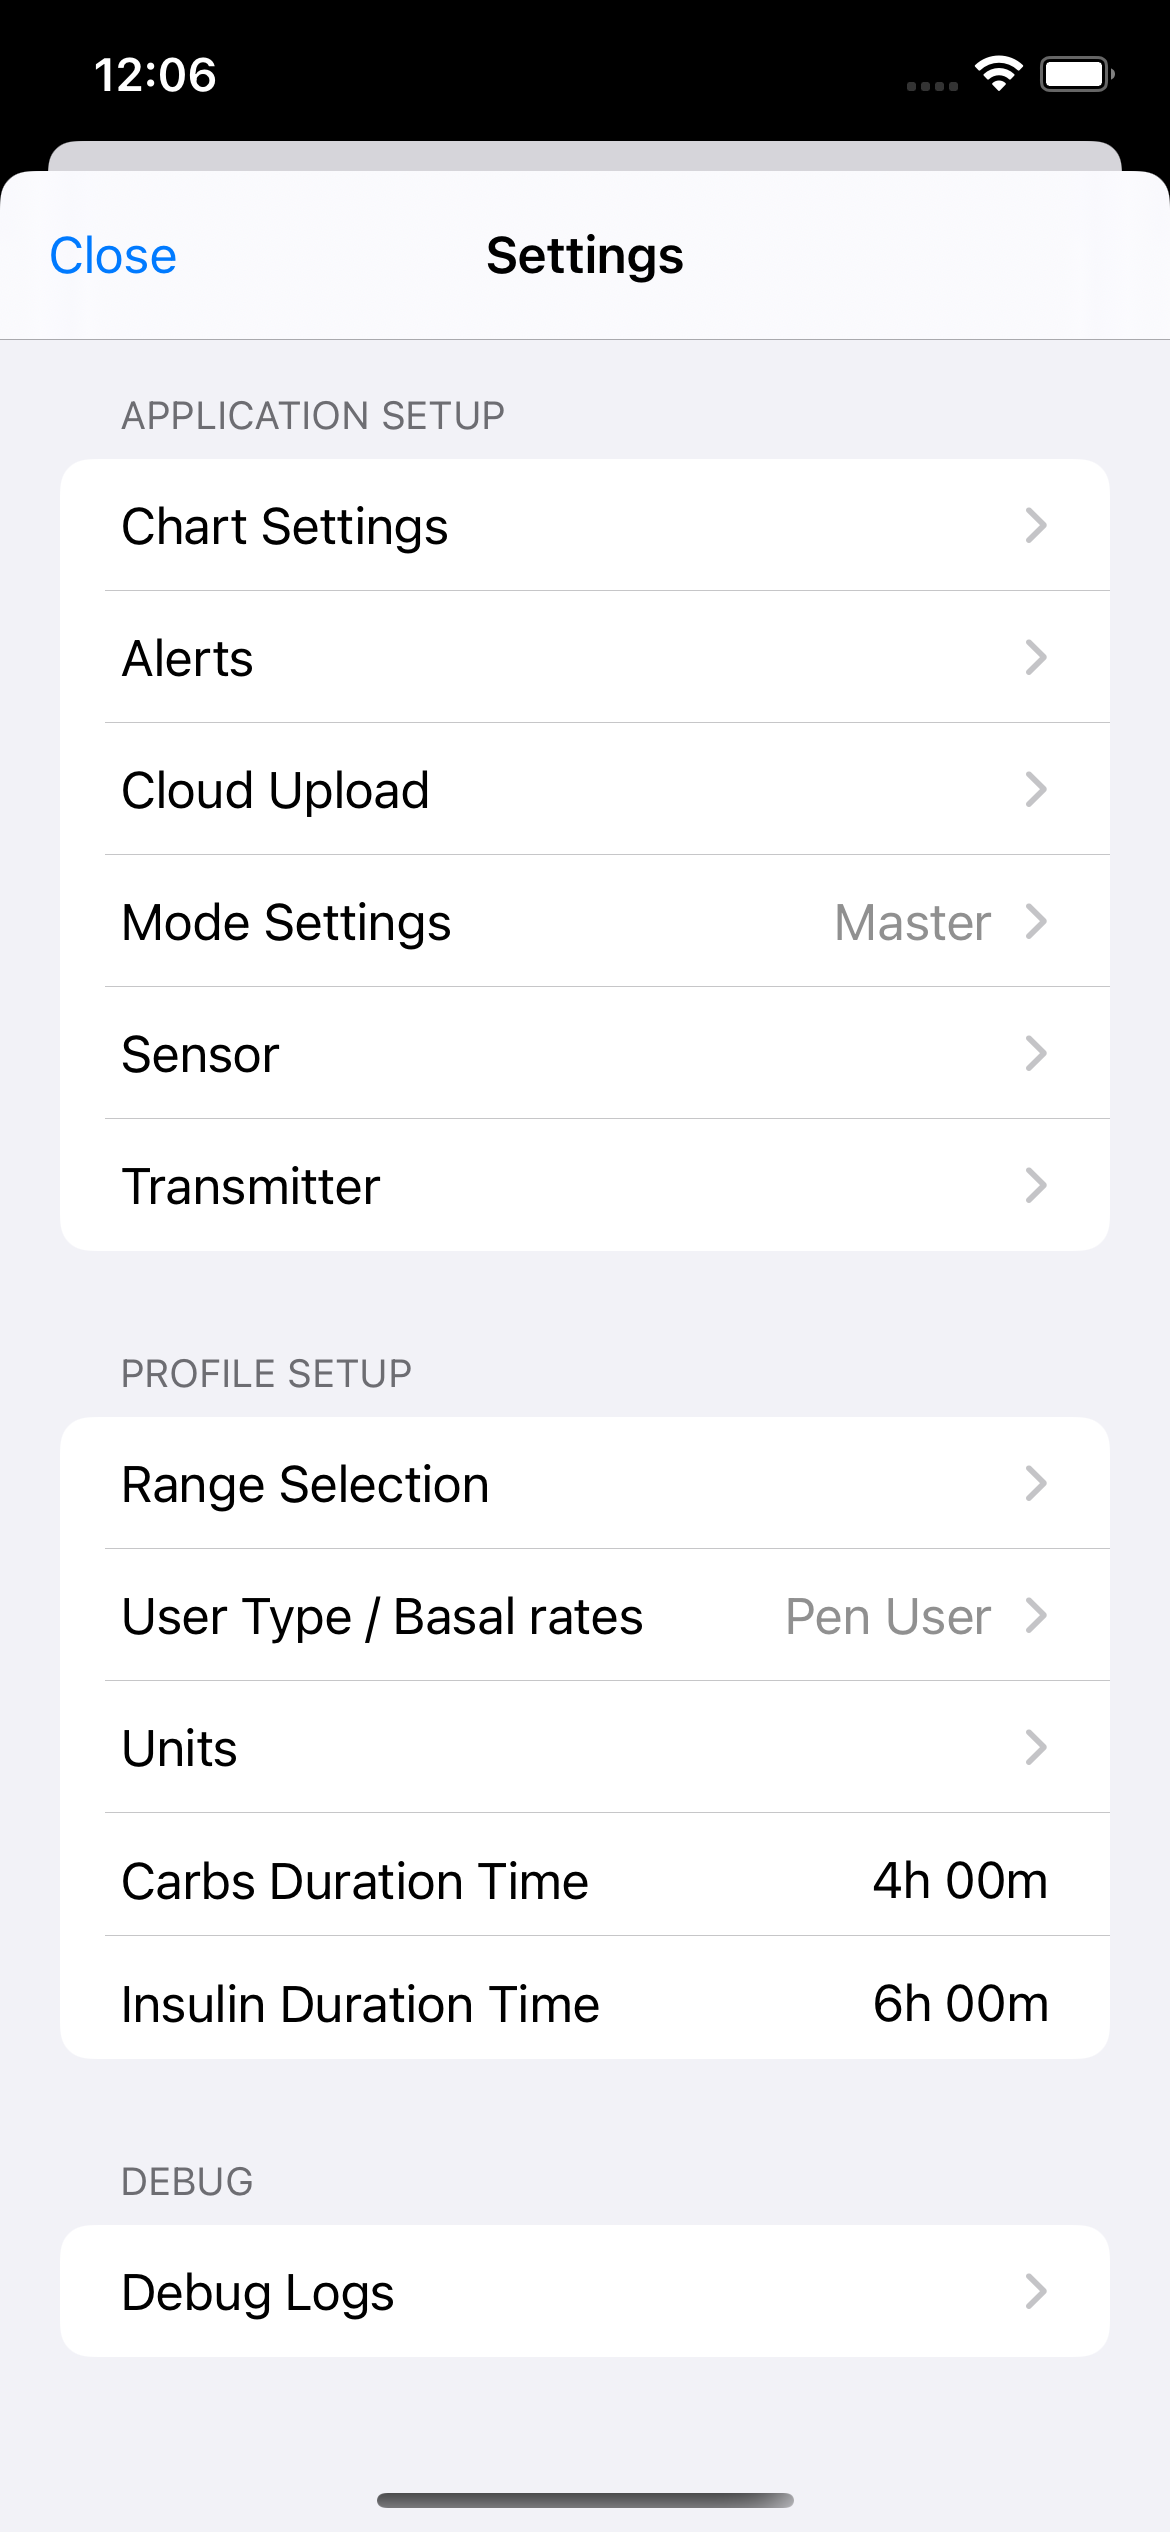 12:06
Close
Settings
APPLICATION SETUP
Chart Settings
Alerts
Cloud Upload
Mode Settings Master
Sensor
Transmitter
PROFILE SETUP
Range Selection
User Type / Basal rates Pen User
Units
Carbs Duration Time 4h 00m
Insulin Duration Time 6h 00m
DEBUG
Debug Logs